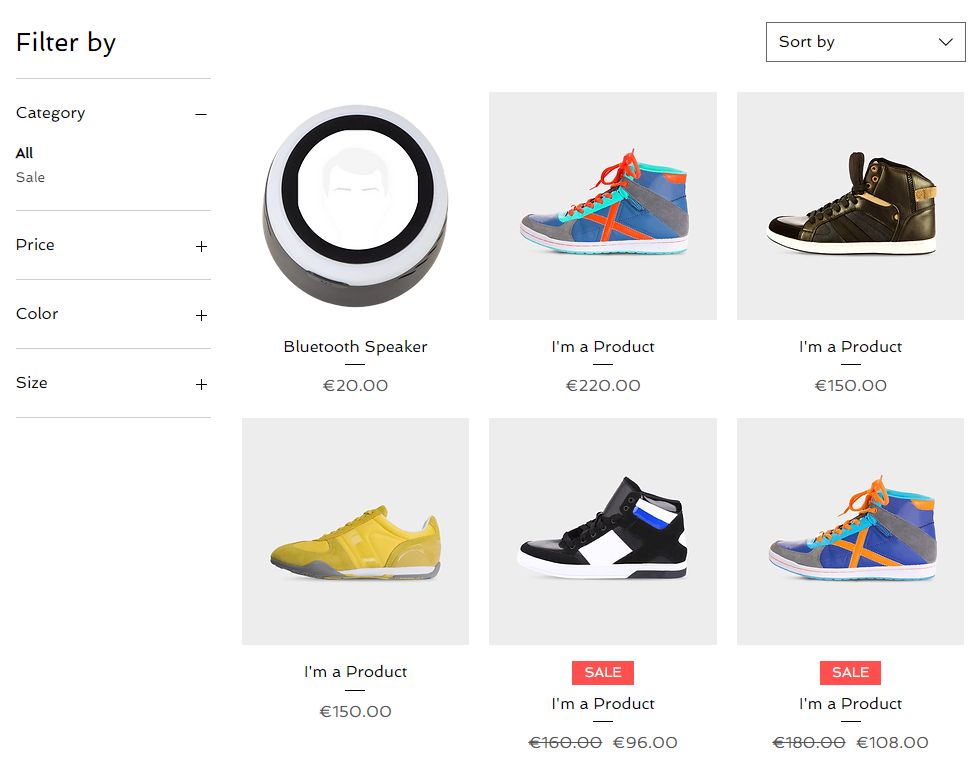 Filter by
Sort by
Category
All
Sale
Price
Color
Size
Bluetooth Speaker
€20.00
I'm a Product
€220.00
I'm a Product
€150.00
I'm a Product
€150.00
SALE
I'm a Product
€160.00 €96.00
SALE
I'm a Product
€180.00 €108.00